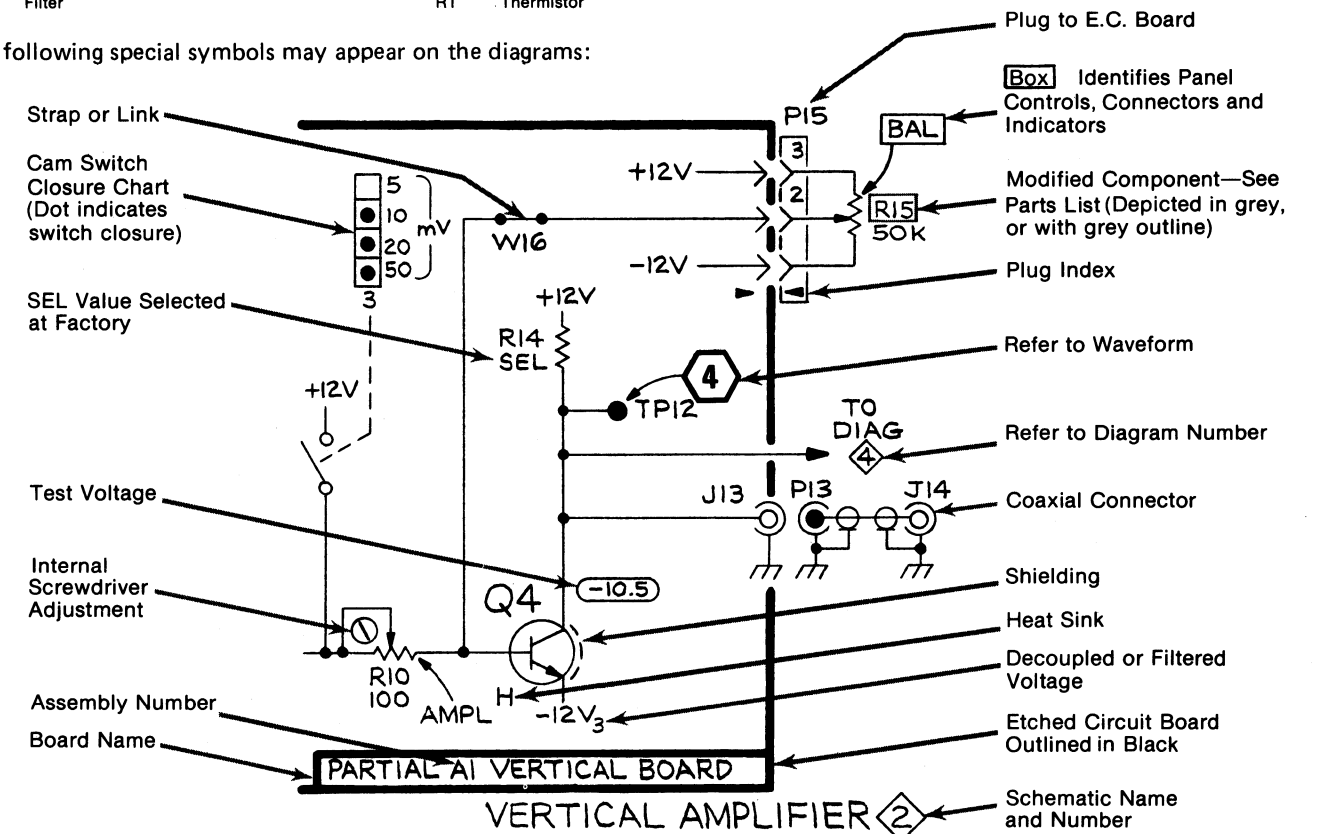 Filter
RT Thermistor
following special symbols may appear on the diagrams:
Plug to E.C. Board
Box Identifies Panel
Controls, Connectors and
Indicators
Modified Component—See
Parts List (Depicted in grey,
or with grey outline)
Plug Index
Refer to Waveform
Refer to Diagram Number
Coaxial Connector
Shielding
Heat Sink
Decoupled or Filtered
Voltage
Etched Circuit Board
Outlined in Black
Schematic Name
and Number
Strap or Link
Cam Switch
Closure Chart
(Dot indicates
switch closure)
SEL Value Selected
at Factory
Test Voltage
Internal
Screwdriver
Adjustment
Assembly Number
Board Name
P15
BAL
3
2
+12V
R15
50K
-12V
5
10
20
50
mV
3
W16
+12V
R14
SEL
4
TP12
+12V
TO
DIAG
4
J13
P13
J14
-10.5
Q4
R10
100
AMPL
H
-12V3
PARTIAL A1 VERTICAL BOARD
VERTICAL AMPLIFIER 2